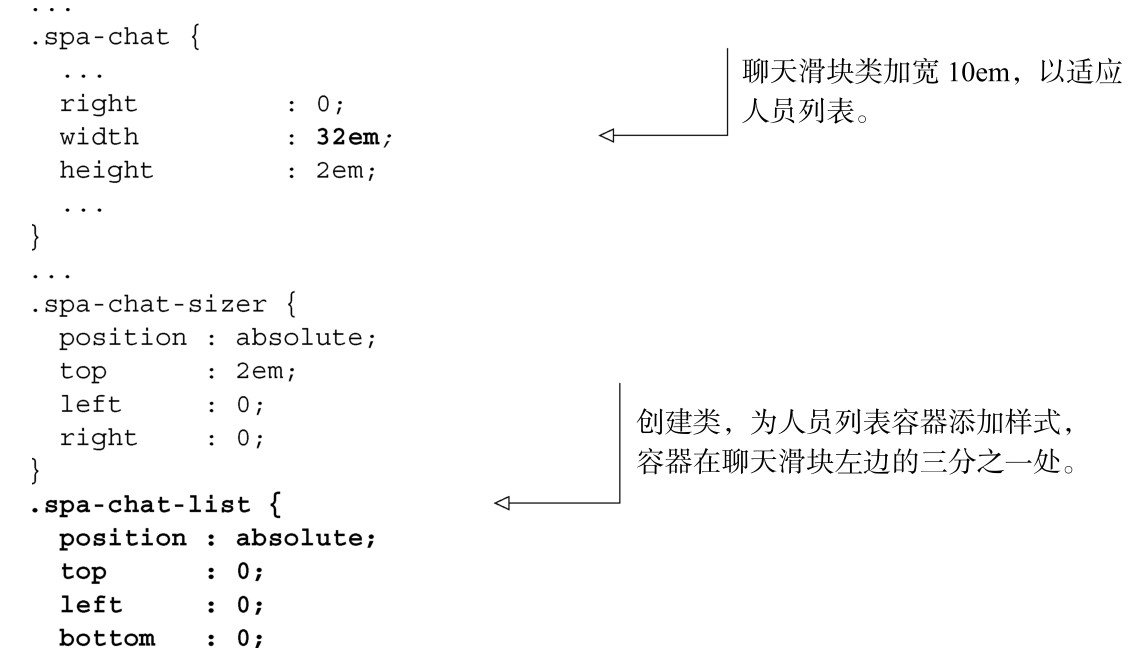 ...
.spa-chat {
...
right : 0;
width : 32em;
height : 2em;
...
}
...
.spa-chat-sizer {
position : absolute;
top : 2em;
left : 0;
right : 0;
}
.spa-chat-list {
position : absolute;
top : 0;
left : 0;
bottom : 0;
聊天滑块类加宽 10em，以适应
人员列表。
创建类，为人员列表容器添加样式，
容器在聊天滑块左边的三分之一处。